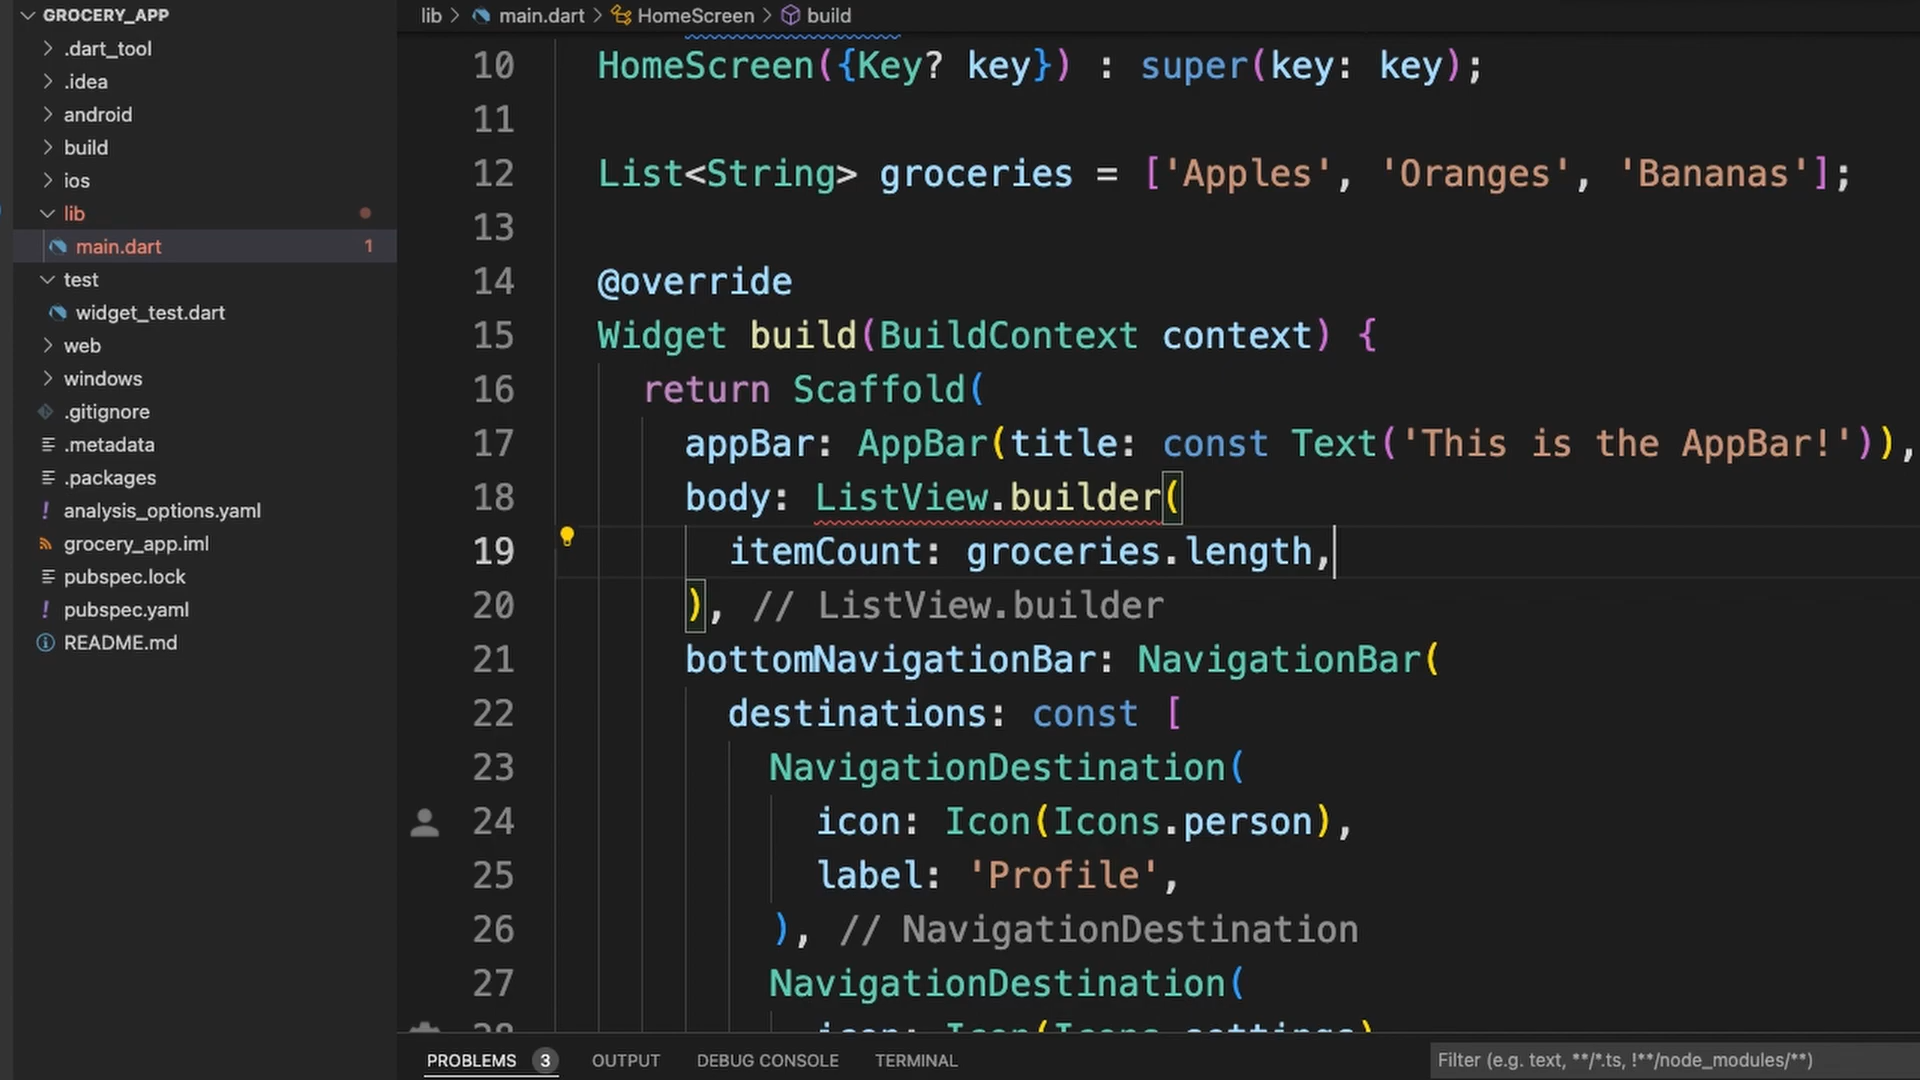 GROCERY_APP
.dart_tool
.idea
android
build
ios
lib
main.dart 1
test
widget_test.dart
web
windows
.gitignore
.metadata
.packages
! analysis_options.yaml
grocery_app.iml
pubspec.lock
! pubspec.yaml
README.md
lib > main.dart > HomeScreen > build
10 HomeScreen({Key? key}) : super(key: key);
11
12 List<String> groceries = ['Apples', 'Oranges', 'Bananas'];
13
14 @override
15 Widget build(BuildContext context) {
16 return Scaffold(
17 appBar: AppBar(title: const Text('This is the AppBar!')),
18 body: ListView.builder(
19 itemCount: groceries.length,
20 ), // ListView.builder
21 bottomNavigationBar: NavigationBar(
22 destinations: const [
23 NavigationDestination(
24 icon: Icon(Icons.person),
25 label: 'Profile',
26 ), // NavigationDestination
27 NavigationDestination(
28 icon: Icon(Icons.settings)
PROBLEMS 3 OUTPUT DEBUG CONSOLE TERMINAL Filter (e.g. text, **/*.ts, !**/node_modules/**)